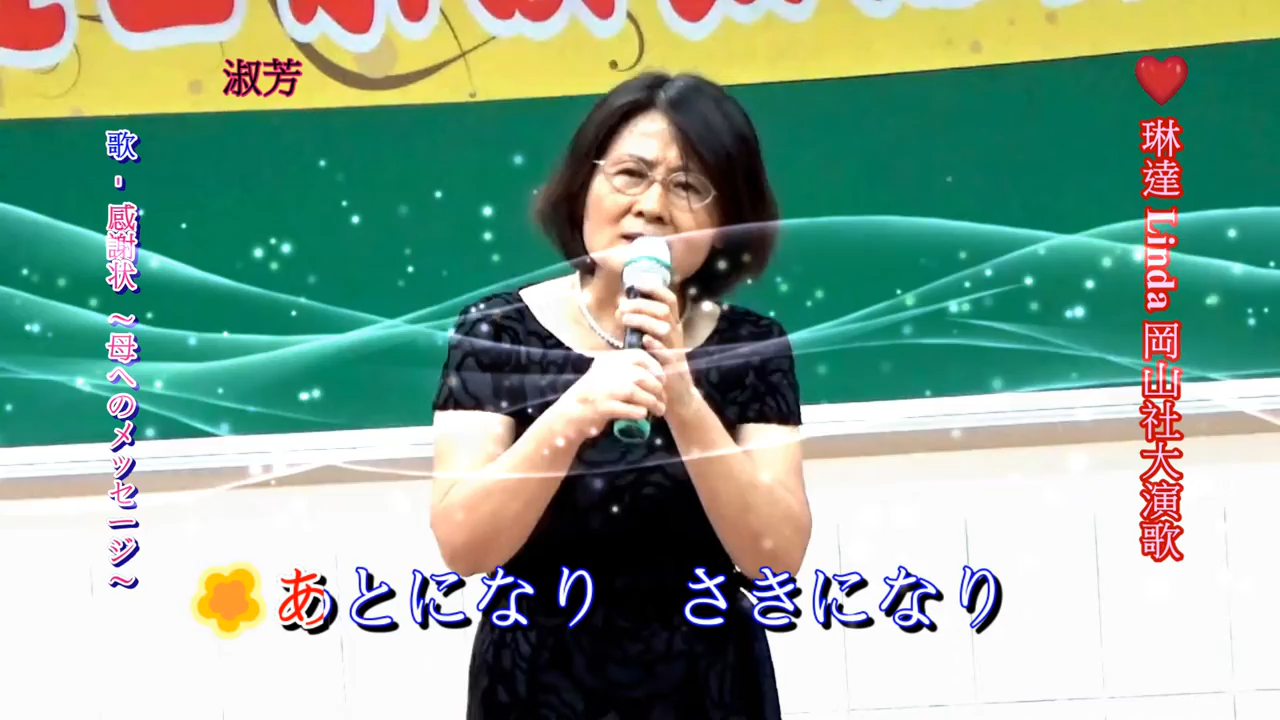 淑芳
歌-感謝状 ~母へのメッセージ~
琳達 Linda 岡山社大演歌
あとになり　さきになり